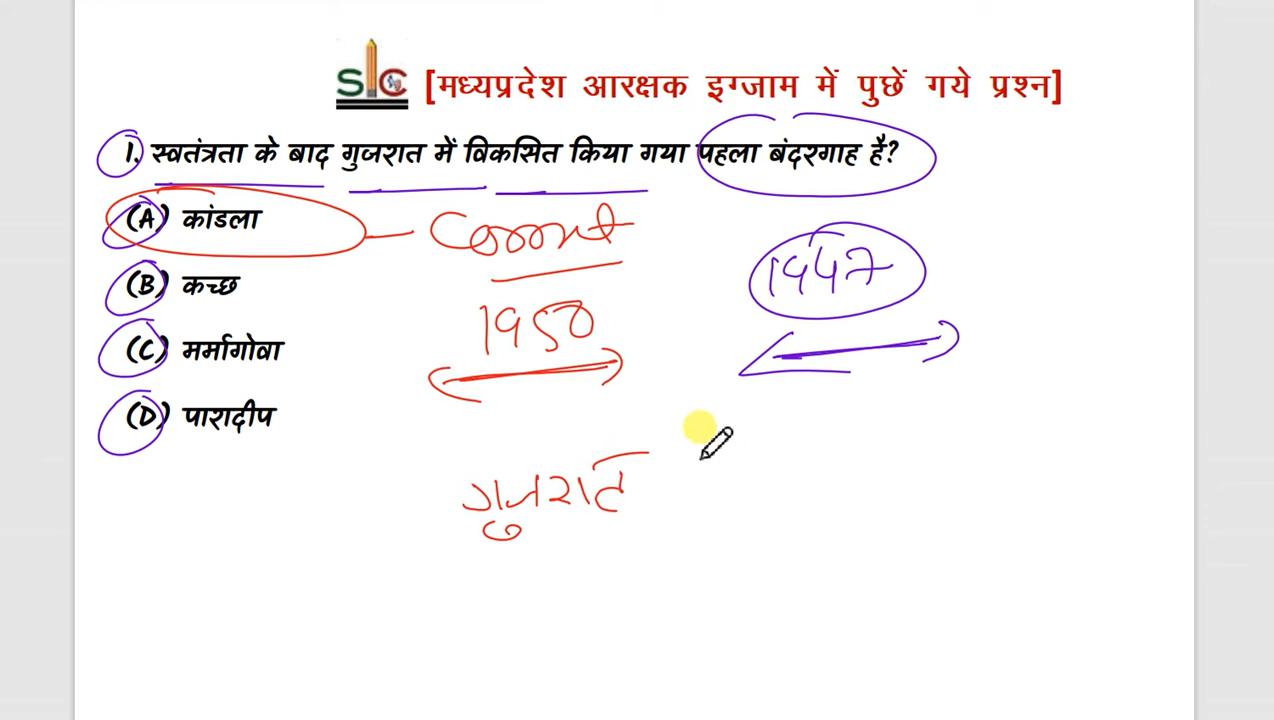 SIC [मध्यप्रदेश आरक्षक इग्जाम में पुछें गये प्रश्न]
1. स्वतंत्रता के बाद गुजरात में विकसित किया गया पहला बंदरगाह है?
(A) कांडला
(B) कच्छ
(C) मर्मागोवा
(D) पारादीप
1947
1950
गुजरात